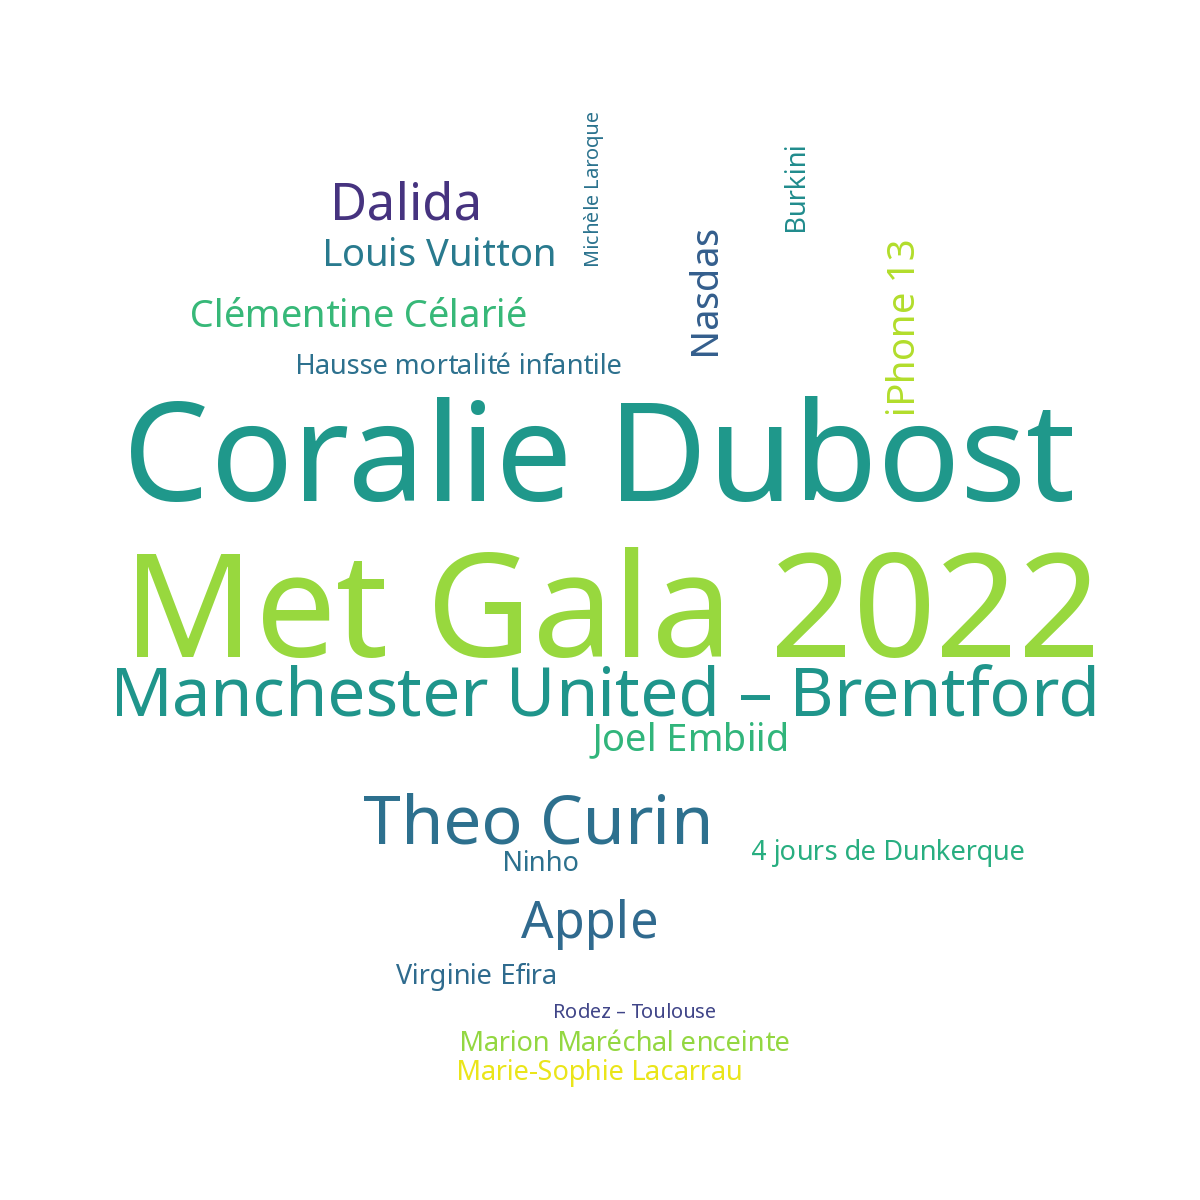 Michèle Laroque
Burkini
Dalida
Louis Vuitton
Nasdas
iPhone 13
Clémentine Célarié
Hausse mortalité infantile
Coralie Dubost
Met Gala 2022
Manchester United – Brentford
Joel Embiid
Theo Curin
4 jours de Dunkerque
Ninho
Apple
Virginie Efira
Rodez – Toulouse
Marion Maréchal enceinte
Marie-Sophie Lacarrau